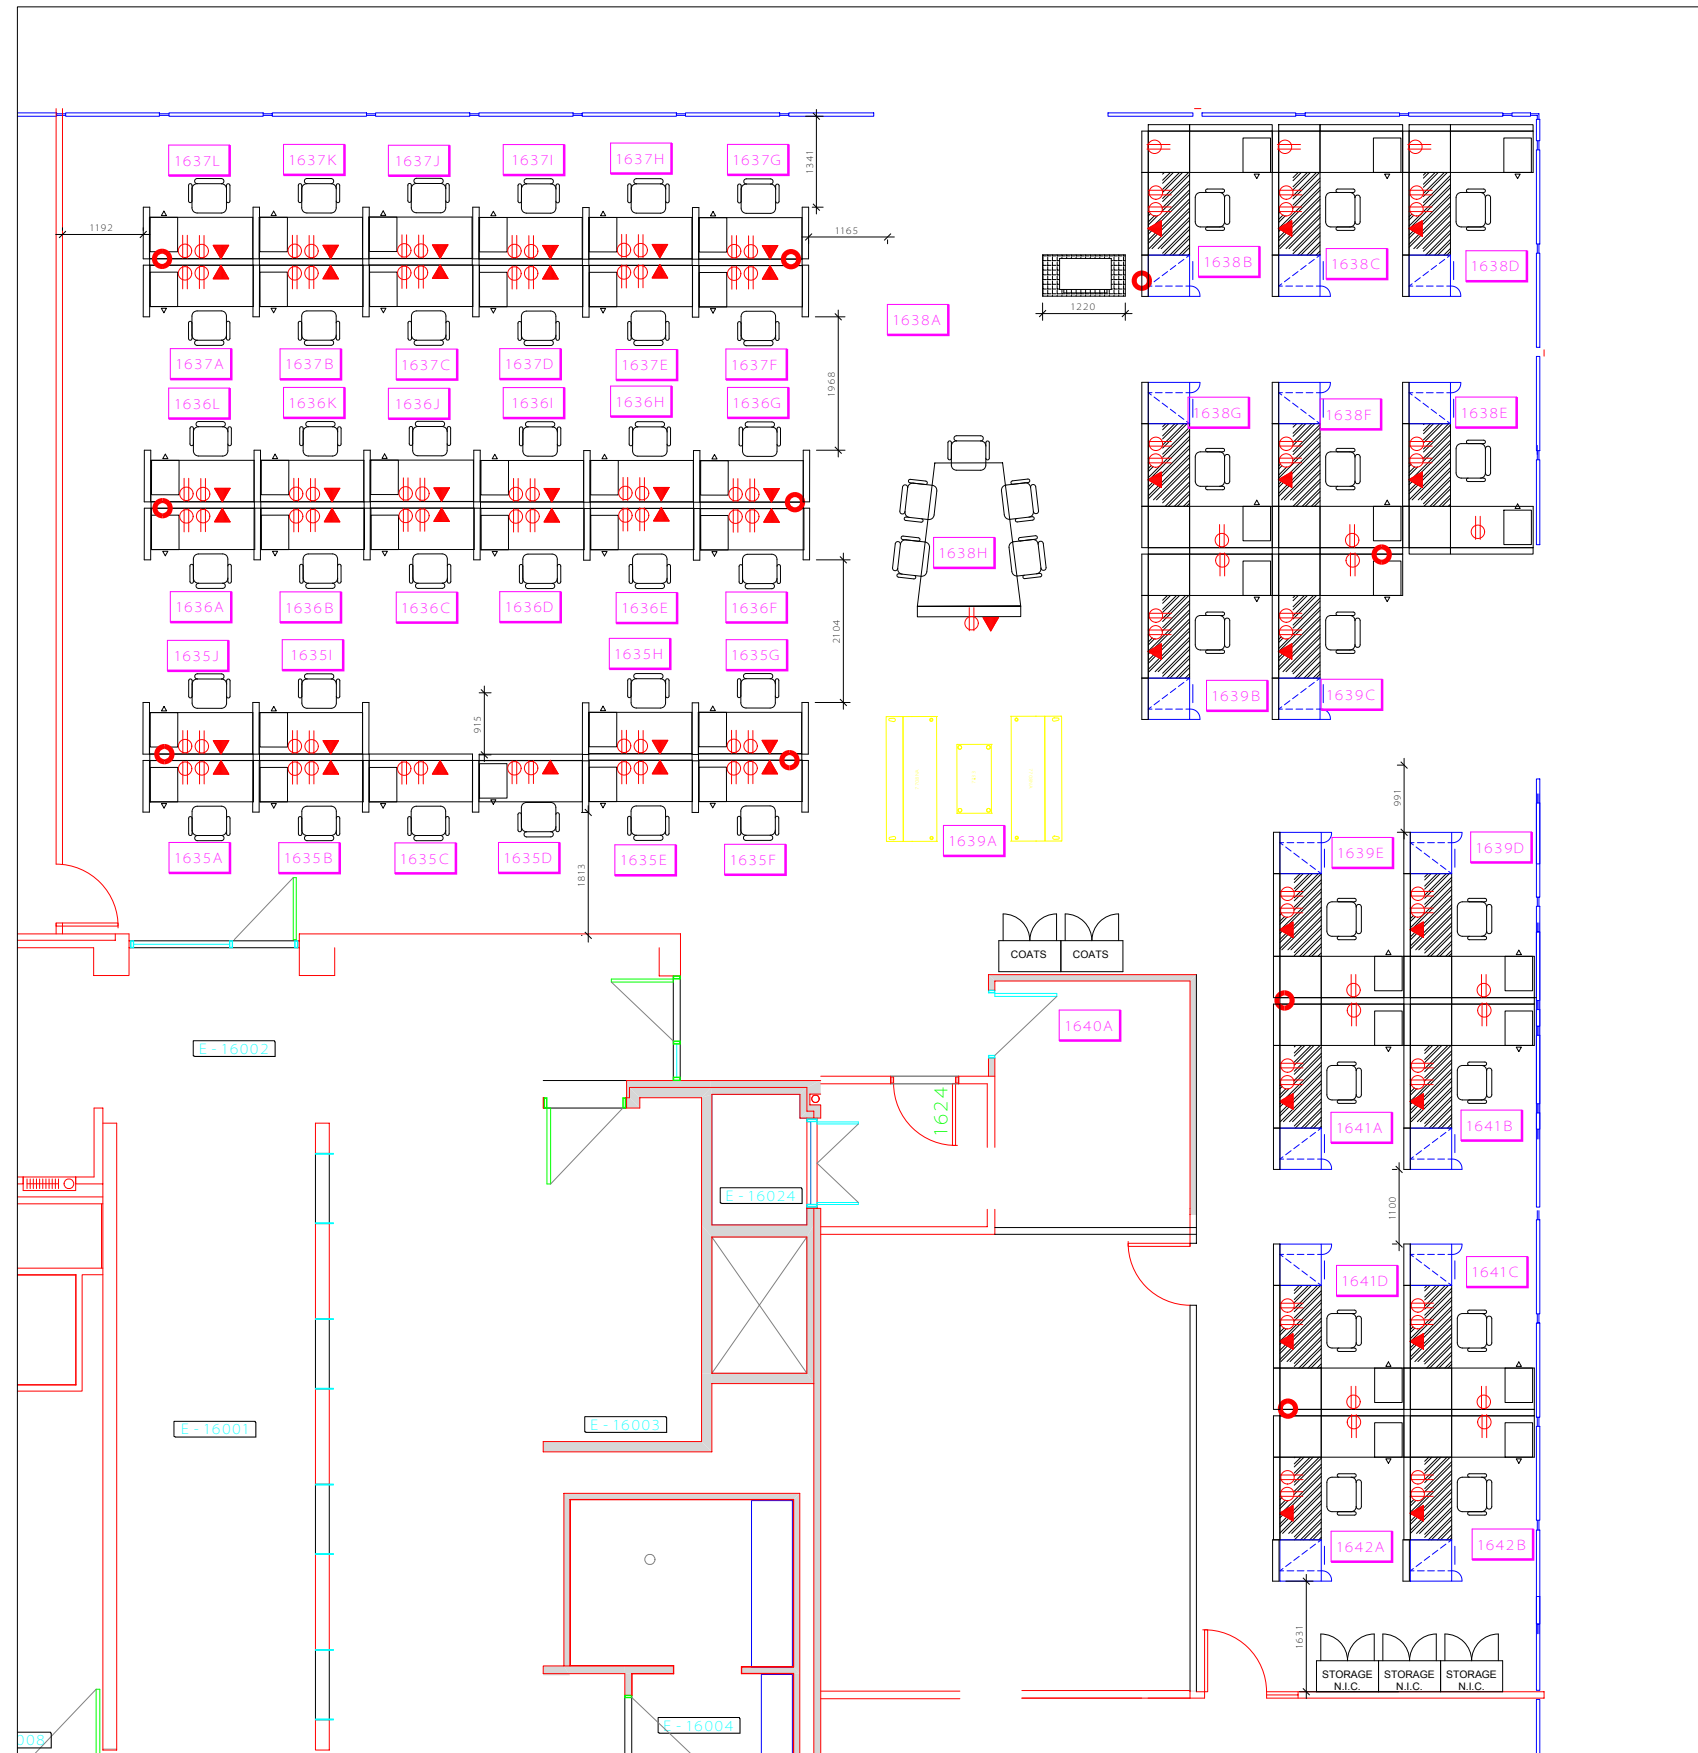 1637L 1637K 1637J 1637I 1637H 1637G
1341
1192
1165
1638B 1638C 1638D
1220
1638A
1637A 1637B 1637C 1637D 1637E 1637F
1968
1636L 1636K 1636J 1636I 1636H 1636G
1638G 1638F 1638E
1638H
1636A 1636B 1636C 1636D 1636E 1636F
2104
1635J 1635I 1635H 1635G
1639B 1639C
915
991
1639A
1635A 1635B 1635C 1635D 1635E 1635F
1813
1639E 1639D
COATS COATS
1640A
E-16002
1624
1641A 1641B
E-16024
1100
1641D 1641C
E-16001
E-16003
1642A 1642B
1631
STORAGE N.I.C.
STORAGE N.I.C.
STORAGE N.I.C.
E-16004
008